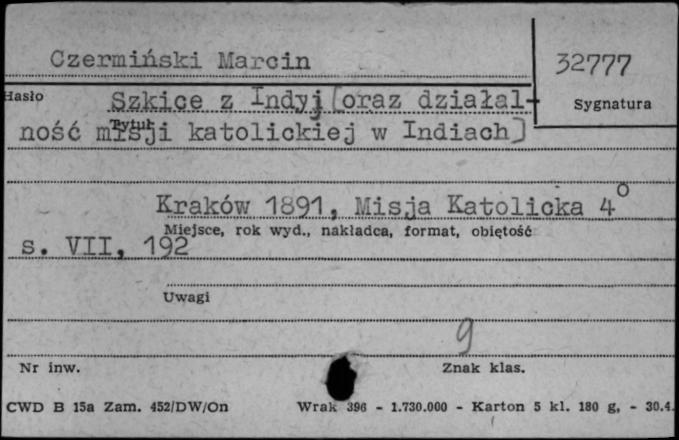 Czermiński Marcin
32777
Hasło
Sygnatura
Szkice z Indyj [oraz działal-
Tytuł
ność misji katolickiej w Indiach]
Kraków 1891, Misja Katolicka 4°
Miejsce, rok wyd., nakładca, format, obiętość
s. VII, 192
Uwagi
9
Nr inw.
Znak klas.
CWD B 15a Zam. 452/DW/On Wrak 396 - 1.730.000 - Karton 5 kl. 180 g, - 30.4.